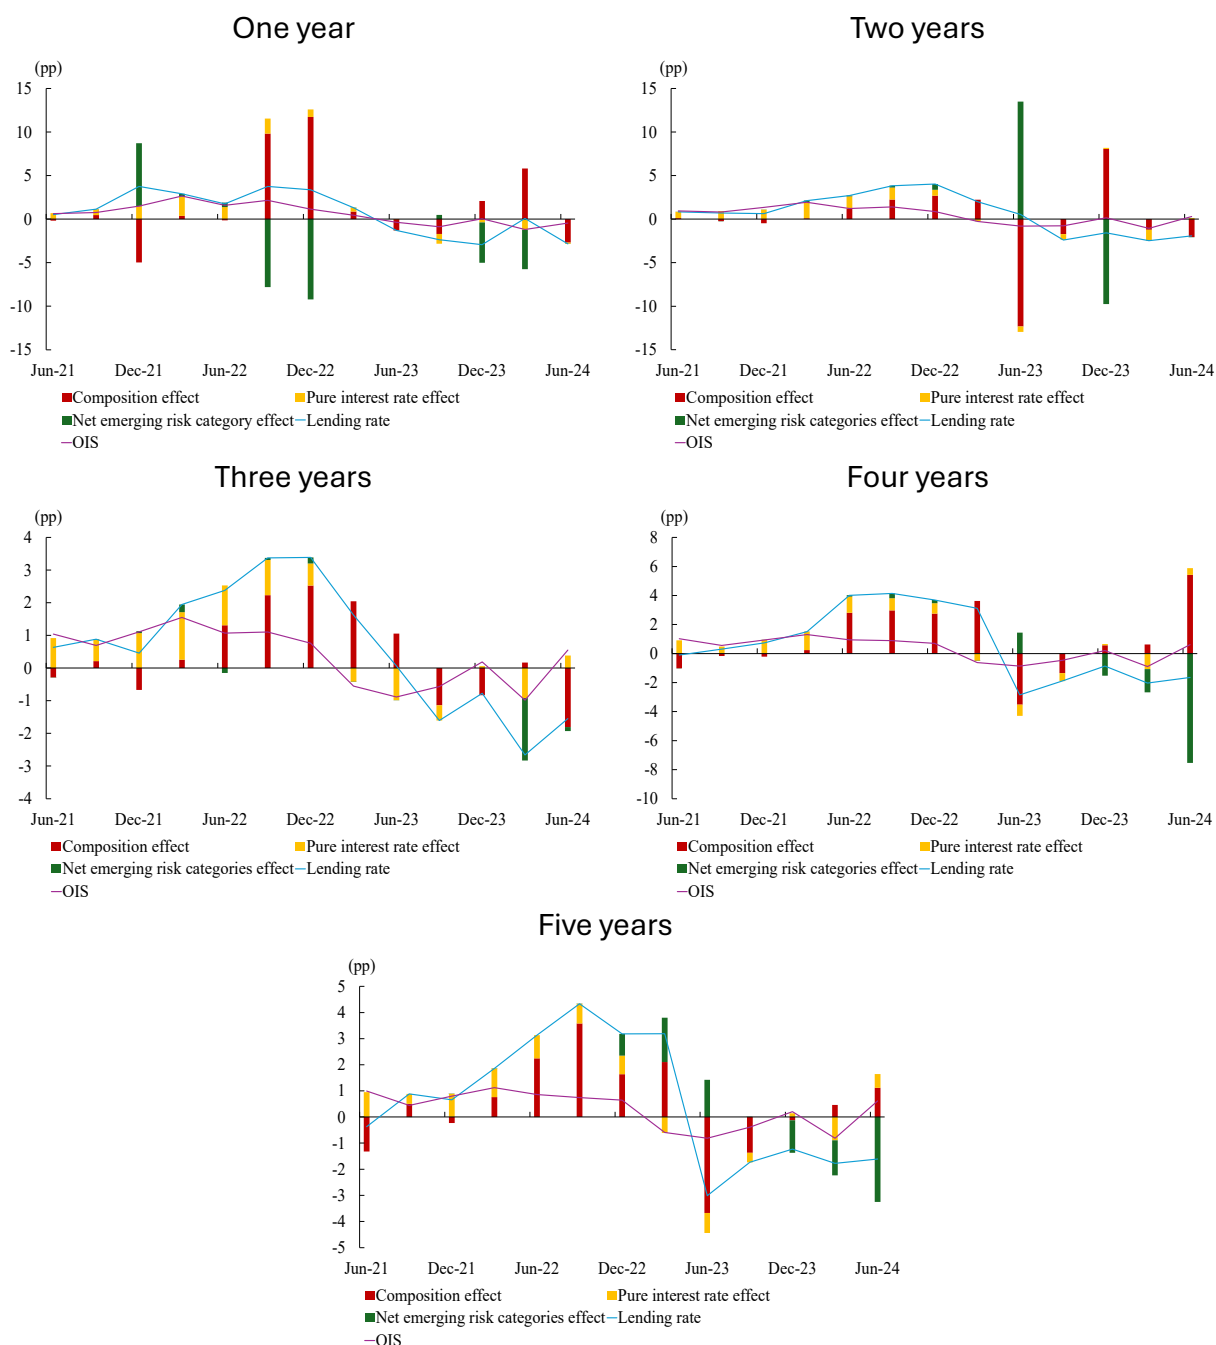 One year
(pp)
15
10
5
0
-5
-10
-15
Jun-21 Dec-21 Jun-22 Dec-22 Jun-23 Dec-23 Jun-24
Composition effect Pure interest rate effect
Net emerging risk category effect Lending rate
OIS
Two years
(pp)
15
10
5
0
-5
-10
-15
Jun-21 Dec-21 Jun-22 Dec-22 Jun-23 Dec-23 Jun-24
Composition effect Pure interest rate effect
Net emerging risk categories effect Lending rate
OIS
Three years
(pp)
4
3
2
1
0
-1
-2
-3
-4
Jun-21 Dec-21 Jun-22 Dec-22 Jun-23 Dec-23 Jun-24
Composition effect Pure interest rate effect
Net emerging risk categories effect Lending rate
OIS
Four years
(pp)
8
6
4
2
0
-2
-4
-6
-8
-10
Jun-21 Dec-21 Jun-22 Dec-22 Jun-23 Dec-23 Jun-24
Composition effect Pure interest rate effect
Net emerging risk categories effect Lending rate
OIS
Five years
(pp)
5
4
3
2
1
0
-1
-2
-3
-4
-5
Jun-21 Dec-21 Jun-22 Dec-22 Jun-23 Dec-23 Jun-24
Composition effect Pure interest rate effect
Net emerging risk categories effect Lending rate
OIS